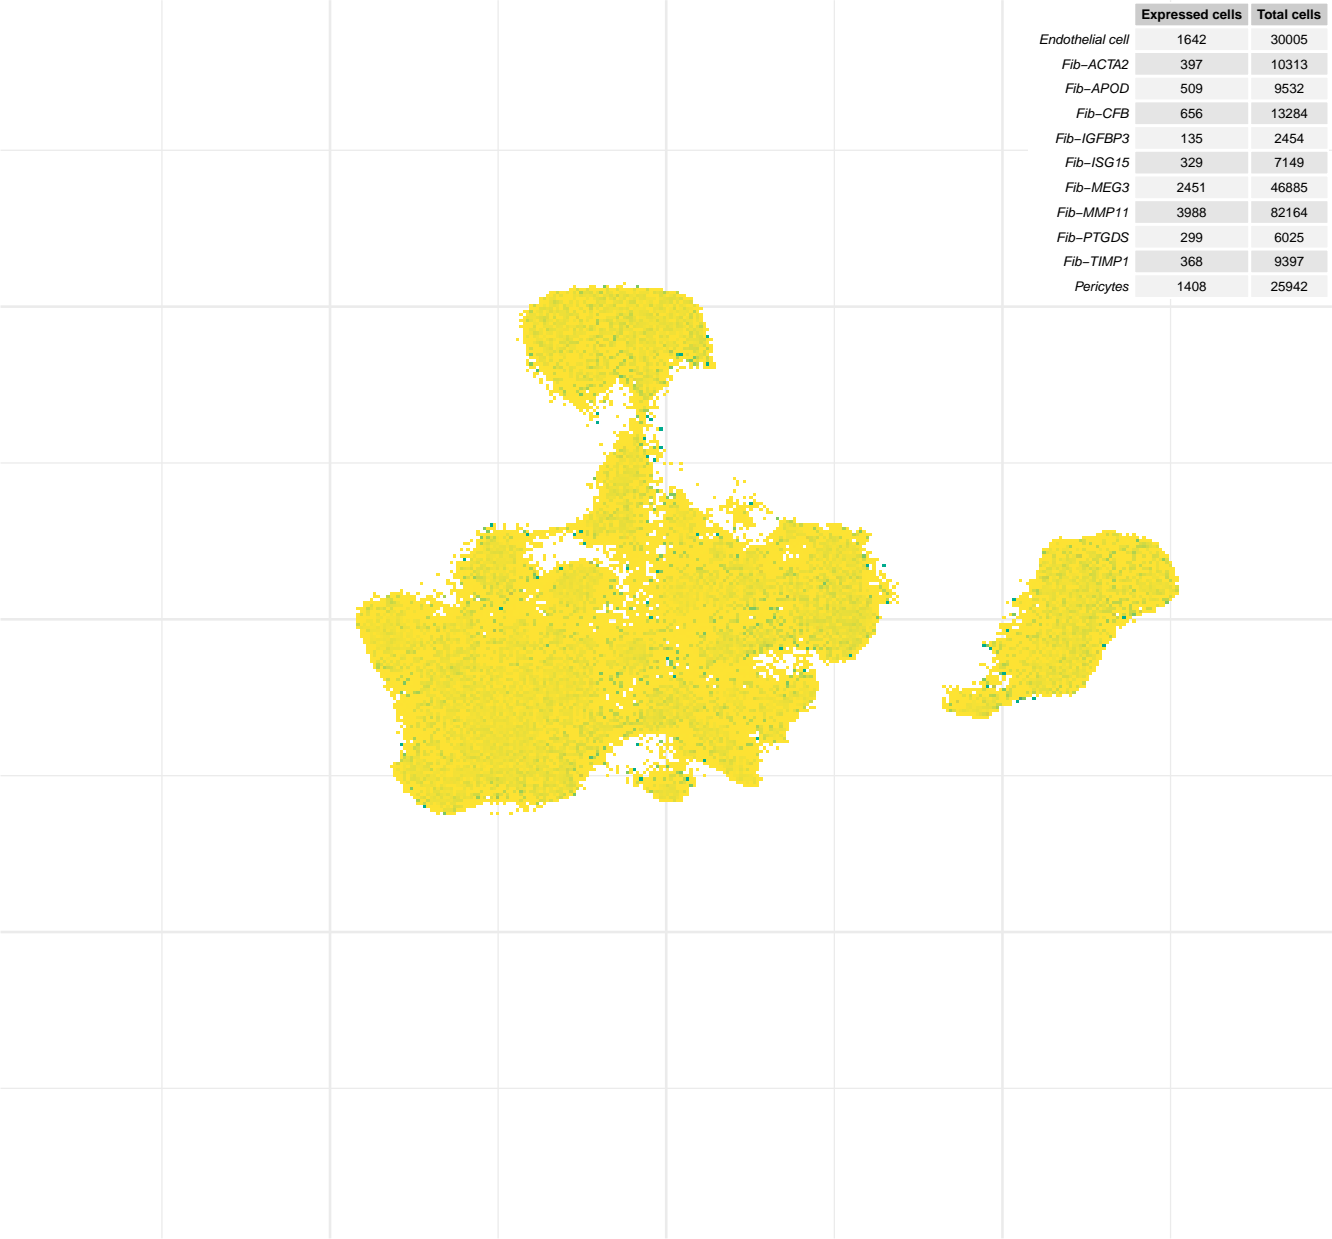 Expressed cells Total cells
Endothelial cell 1642 30005
Fib−ACTA2 397 10313
Fib−APOD 509 9532
Fib−CFB 656 13284
Fib−IGFBP3 135 2454
Fib−ISG15 329 7149
Fib−MEG3 2451 46885
Fib−MMP11 3988 82164
Fib−PTGDS 299 6025
Fib−TIMP1 368 9397
Pericytes 1408 25942